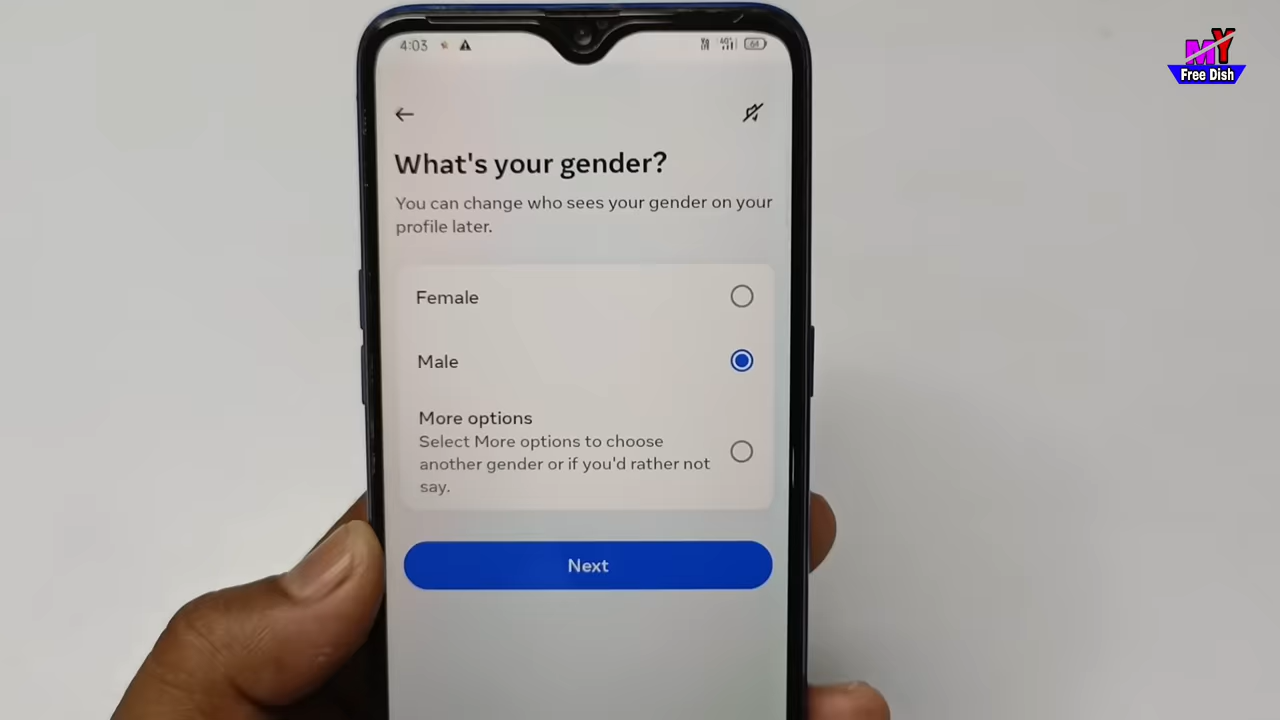 4:03
64
MY
Free Dish
What's your gender?
You can change who sees your gender on your
profile later.
Female
Male
More options
Select More options to choose
another gender or if you'd rather not
say.
Next